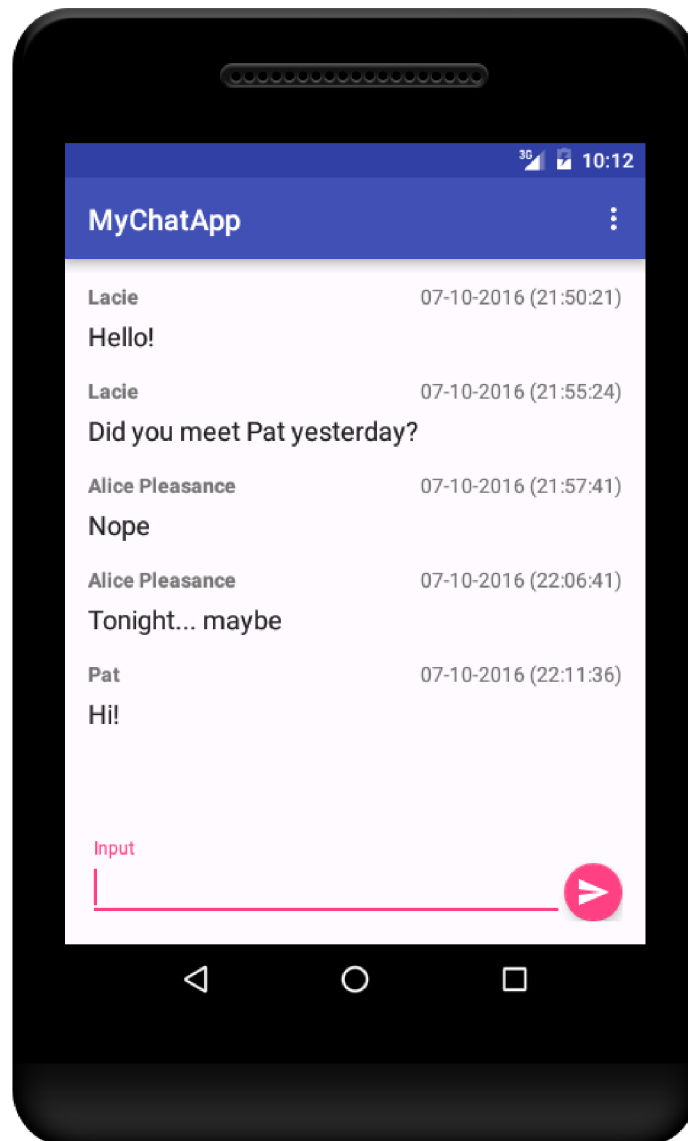 3G 10:12
MyChatApp
Lacie 07-10-2016 (21:50:21)
Hello!
Lacie 07-10-2016 (21:55:24)
Did you meet Pat yesterday?
Alice Pleasance 07-10-2016 (21:57:41)
Nope
Alice Pleasance 07-10-2016 (22:06:41)
Tonight... maybe
Pat 07-10-2016 (22:11:36)
Hi!
Input